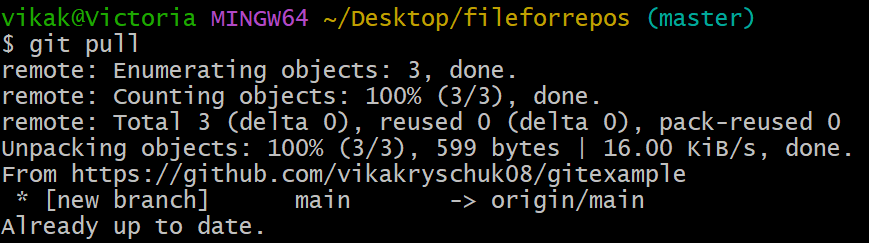 vikak@Victoria MINGW64 ~/Desktop/fileforrepos (master)
$ git pull
remote: Enumerating objects: 3, done.
remote: Counting objects: 100% (3/3), done.
remote: Total 3 (delta 0), reused 0 (delta 0), pack-reused 0
Unpacking objects: 100% (3/3), 599 bytes | 16.00 KiB/s, done.
From https://github.com/vikakryschuk08/gitexample
 * [new branch]      main       -> origin/main
Already up to date.